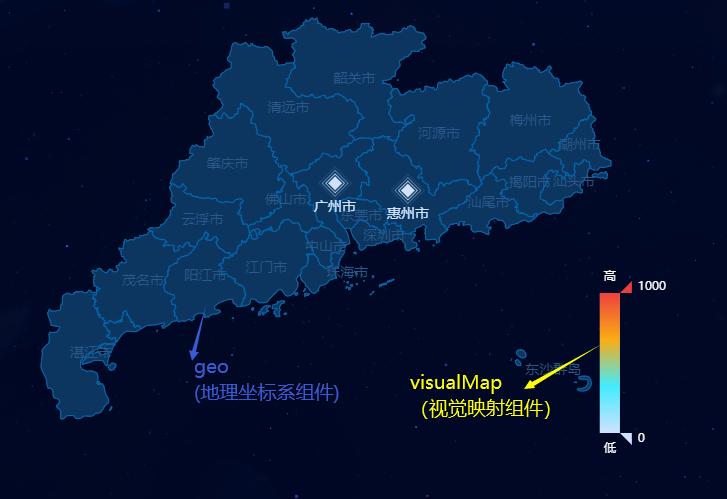 韶关市
清远市
梅州市
河源市
潮州市
肇庆市
揭阳市
汕头市
佛山市
广州市
惠州市
汕尾市
云浮市
东莞市
深圳市
中山市
江门市
珠海市
阳江市
茂名市
高
1000
湛江市
geo
(地理坐标系组件)
东沙群岛
visualMap
(视觉映射组件)
0
低